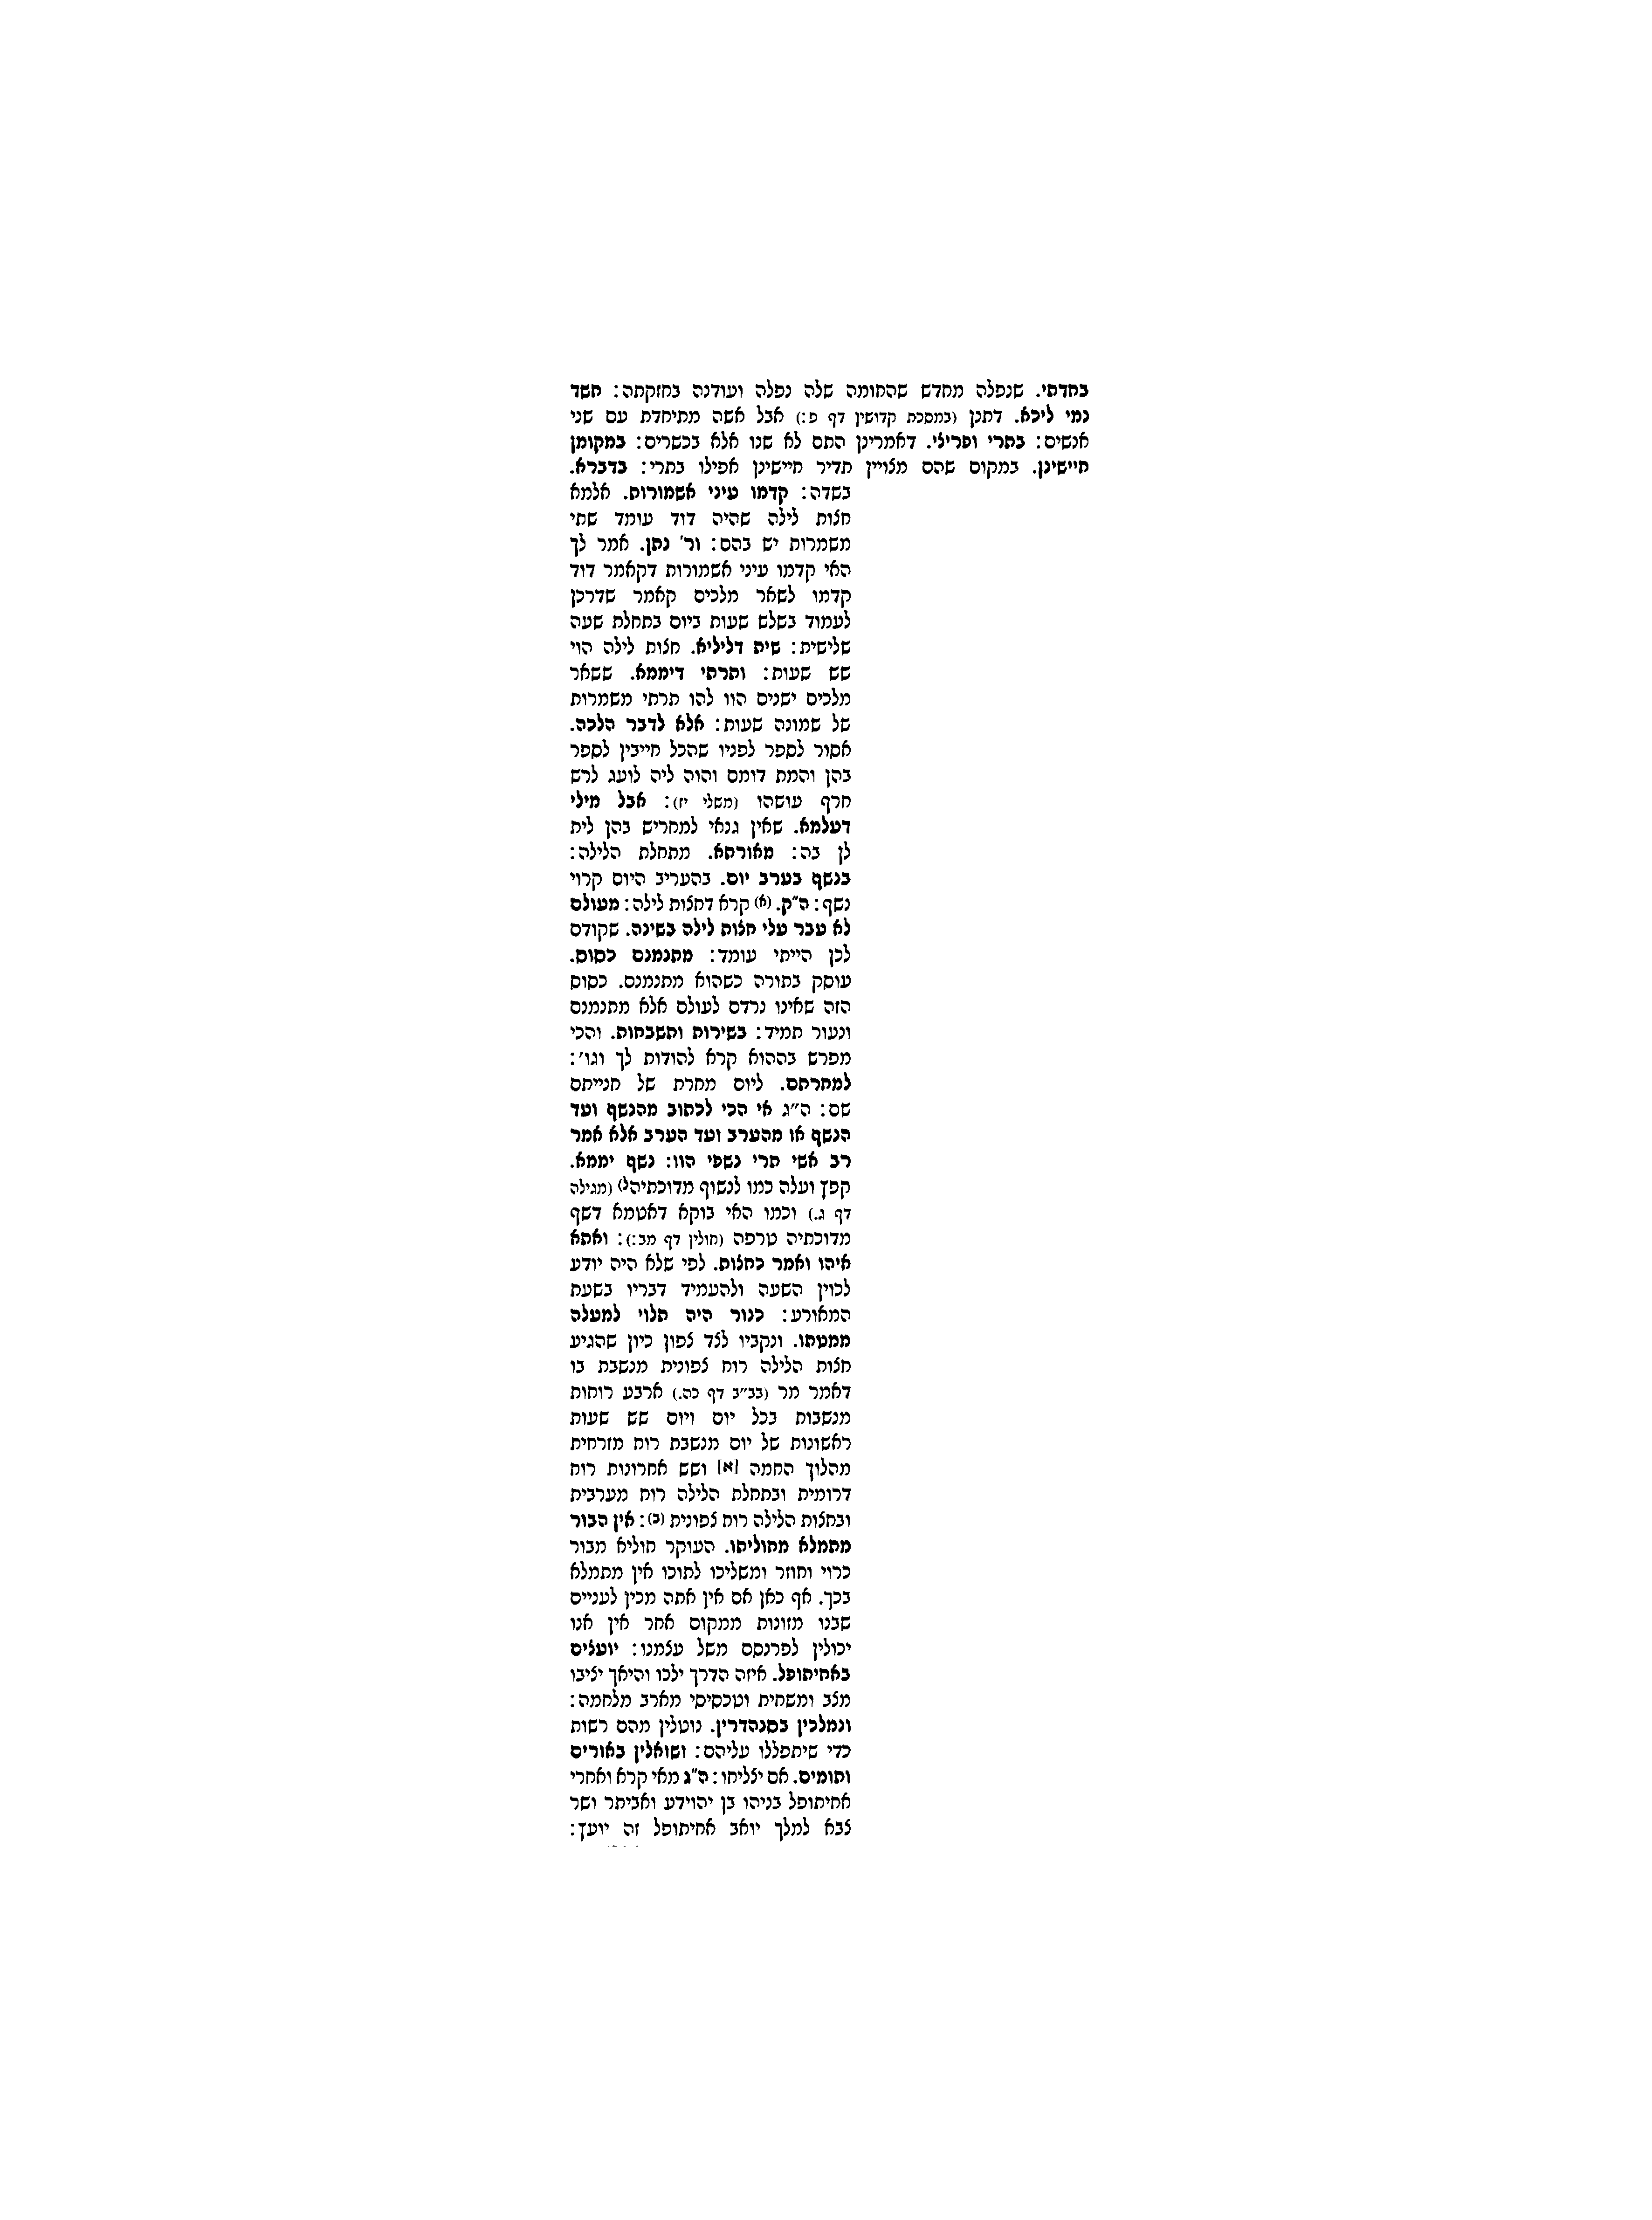 בחדתי. שנפלה מחדש שהחומה שלה נפלה ועודנה בחזקתה: חשד
נמי ליכא. דתנן (במסכת קדושין דף פ:) אבל אשה מתיחדת עם שני
אנשים: בתרי ופריצי. דאמרינן התם לא שנו אלא בכשרים: במקומן
חיישינן. במקום שהם מצויין תדיר חיישינן אפילו בתרי: בדברא.
בשדה: קדמו עיני אשמורות. אלמא
חצות לילה שהיה דוד עומד שתי
משמרות יש בהם: ור' נתן. אמר לך
האי קדמו עיני אשמורות דקאמר דוד
קדמו לשאר מלכים קאמר שדרכן
לעמוד בשלש שעות ביום בתחלת שעה
שלישית: שית דליליא. חצות לילה הוי
שש שעות: ותרתי דיממא. ששאר
מלכים ישנים הוו להו תרתי משמרות
של שמונה שעות: אלא לדבר הלכה.
אסור לספר לפניו שהכל חייבין לספר
בהן והמת דומם והוה ליה לועג לרש
חרף עושהו (משלי יז): אבל מילי
דעלמא. שאין גנאי למחריש בהן לית
לן בה: מאורתא. מתחלת הלילה:
בנשף בערב יום. בהעריב היום קרוי
נשף: ה"ק. (א) קרא דחצות לילה: מעולם
לא עבר עלי חצות לילה בשינה. שקודם
לכן הייתי עומד: מתנמנם כסוס.
עוסק בתורה כשהוא מתנמנם. כסוס
הזה שאינו נרדם לעולם אלא מתנמנם
ונעור תמיד: בשירות ותשבחות. והכי
מפרש בההוא קרא להודות לך וגו':
למחרתם. ליום מחרת של חנייתם
שם: ה"ג אי הכי לכתוב מהנשף ועד
הנשף או מהערב ועד הערב אלא אמר
רב אשי תרי נשפי הוו: נשף יממא.
קפץ ועלה כמו לנשוף מדוכתיה (מגילה
דף ג.) וכמו האי בוקא דאטמא דשף
מדוכתיה טרפה (חולין דף מב:): ואתא
איהו ואמר כחצות. לפי שלא היה יודע
לכוין השעה ולהעמיד דבריו בשעת
המאורע: כנור היה תלוי למעלה
ממטתו. ונקביו לצד צפון כיון שהגיע
חצות הלילה רוח צפונית מנשבת בו
דאמר מר (בב"ב דף כה.) ארבע רוחות
מנשבות בכל יום ויום שש שעות
ראשונות של יום מנשבת רוח מזרחית
מהלוך החמה [א] ושש אחרונות רוח
דרומית ובתחלת הלילה רוח מערבית
ובחצות הלילה רוח צפונית (ב): אין הבור
מתמלא מחוליתו. העוקר חוליא מבור
כרוי וחוזר ומשליכו לתוכו אין מתמלא
בכך. אף כאן אם אין אתה מכין לעניים
שבנו מזונות ממקום אחר אין אנו
יכולין לפרנסם משל עצמנו: יועצים
באחיתופל. איזה הדרך ילכו והיאך יציבו
מצב ומשחית וטכסיסי מארב מלחמה:
ונמלכין בסנהדרין. נוטלין מהם רשות
כדי שיתפללו עליהם: ושואלין באורים
ותומים. אם יצליחו: ה"ג מאי קרא ואחרי
אחיתופל בניהו בן יהוידע ואביתר ושר
צבא למלך יואב אחיתופל זה יועץ: